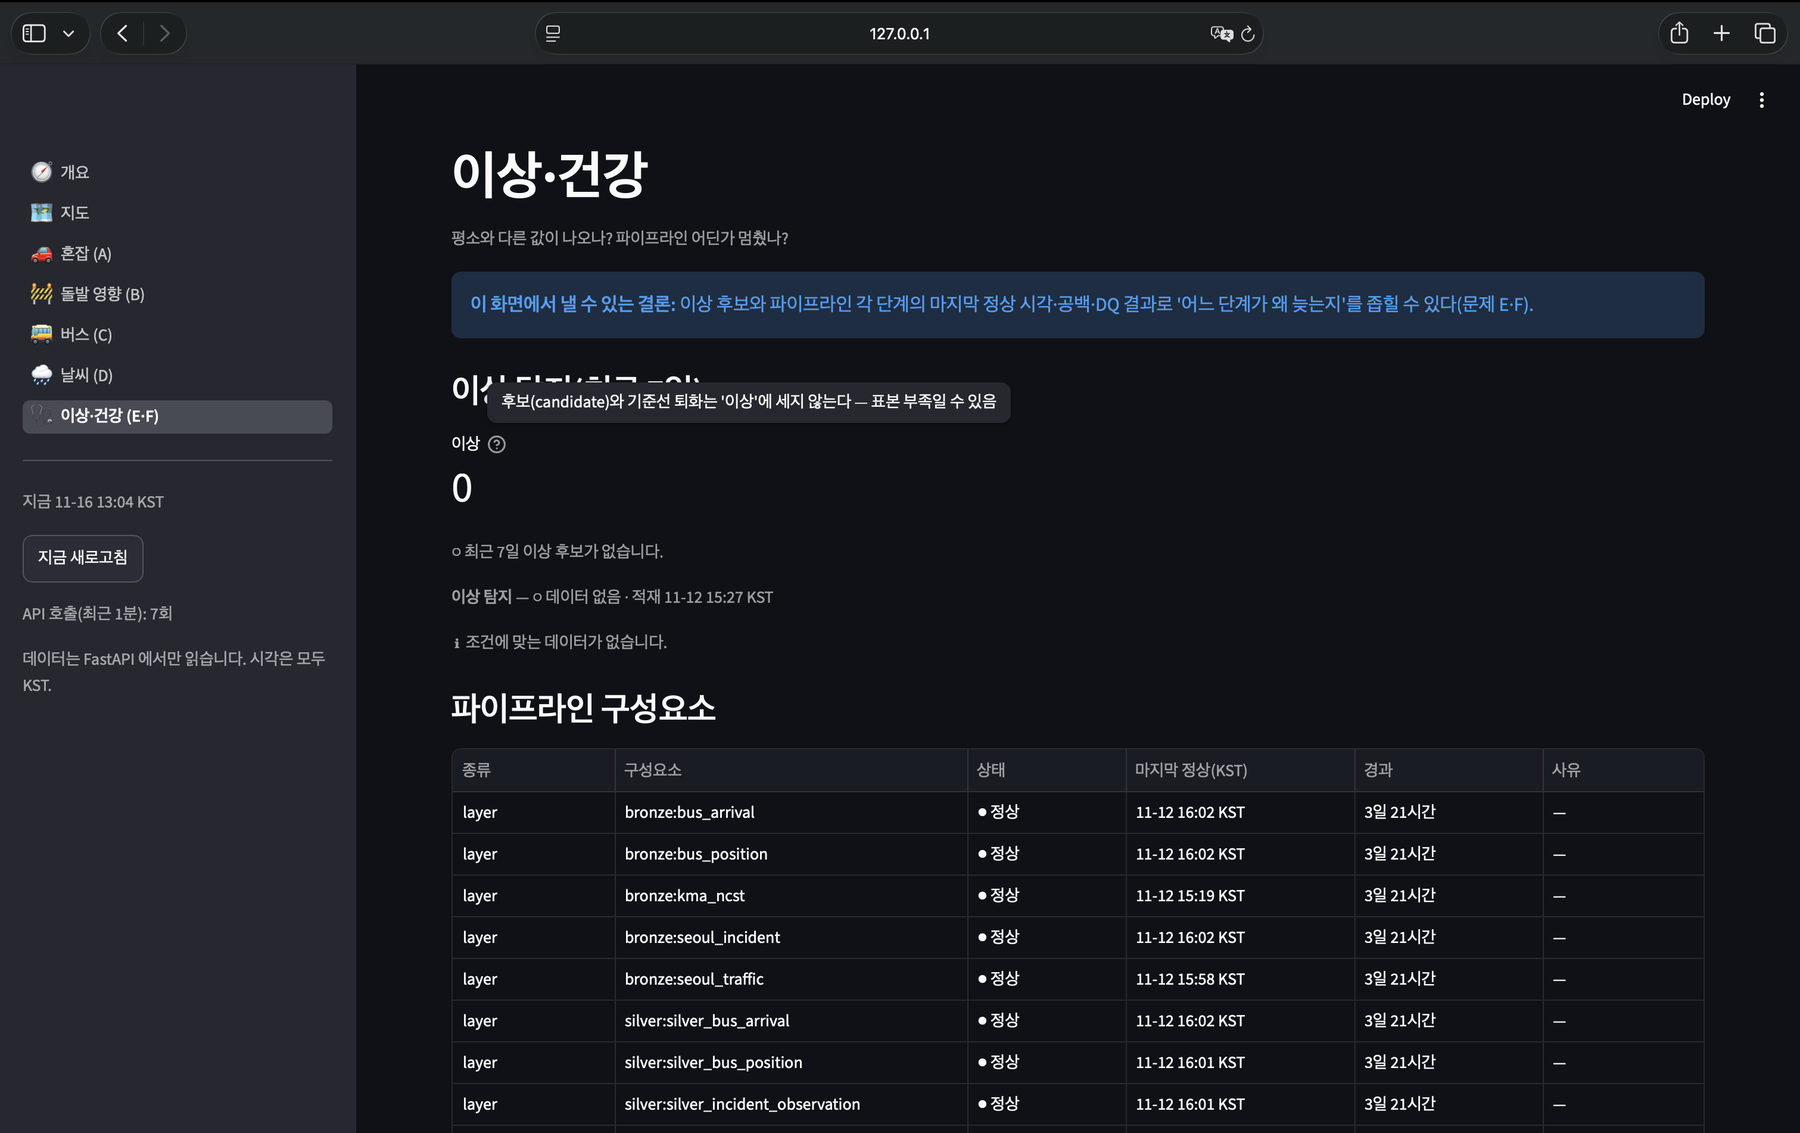 127.0.0.1
Deploy
개요
지도
혼잡 (A)
돌발 영향 (B)
버스 (C)
날씨 (D)
이상·건강 (E·F)
지금 11-16 13:04 KST
지금 새로고침
API 호출(최근 1분): 7회
데이터는 FastAPI 에서만 읽습니다. 시각은 모두
KST.
이상·건강
평소와 다른 값이 나오나? 파이프라인 어딘가 멈췄나?
이 화면에서 낼 수 있는 결론: 이상 후보와 파이프라인 각 단계의 마지막 정상 시각·공백·DQ 결과로 '어느 단계가 왜 늦는지'를 좁힐 수 있다(문제 E·F).
후보(candidate)와 기준선 퇴화는 '이상'에 세지 않는다 — 표본 부족일 수 있음
이상
0
○ 최근 7일 이상 후보가 없습니다.
이상 탐지 — ○ 데이터 없음 · 적재 11-12 15:27 KST
ℹ 조건에 맞는 데이터가 없습니다.
파이프라인 구성요소
종류 구성요소 상태 마지막 정상(KST) 경과 사유
layer bronze:bus_arrival ● 정상 11-12 16:02 KST 3일 21시간 —
layer bronze:bus_position ● 정상 11-12 16:02 KST 3일 21시간 —
layer bronze:kma_ncst ● 정상 11-12 15:19 KST 3일 21시간 —
layer bronze:seoul_incident ● 정상 11-12 16:02 KST 3일 21시간 —
layer bronze:seoul_traffic ● 정상 11-12 15:58 KST 3일 21시간 —
layer silver:silver_bus_arrival ● 정상 11-12 16:02 KST 3일 21시간 —
layer silver:silver_bus_position ● 정상 11-12 16:01 KST 3일 21시간 —
layer silver:silver_incident_observation ● 정상 11-12 16:01 KST 3일 21시간 —